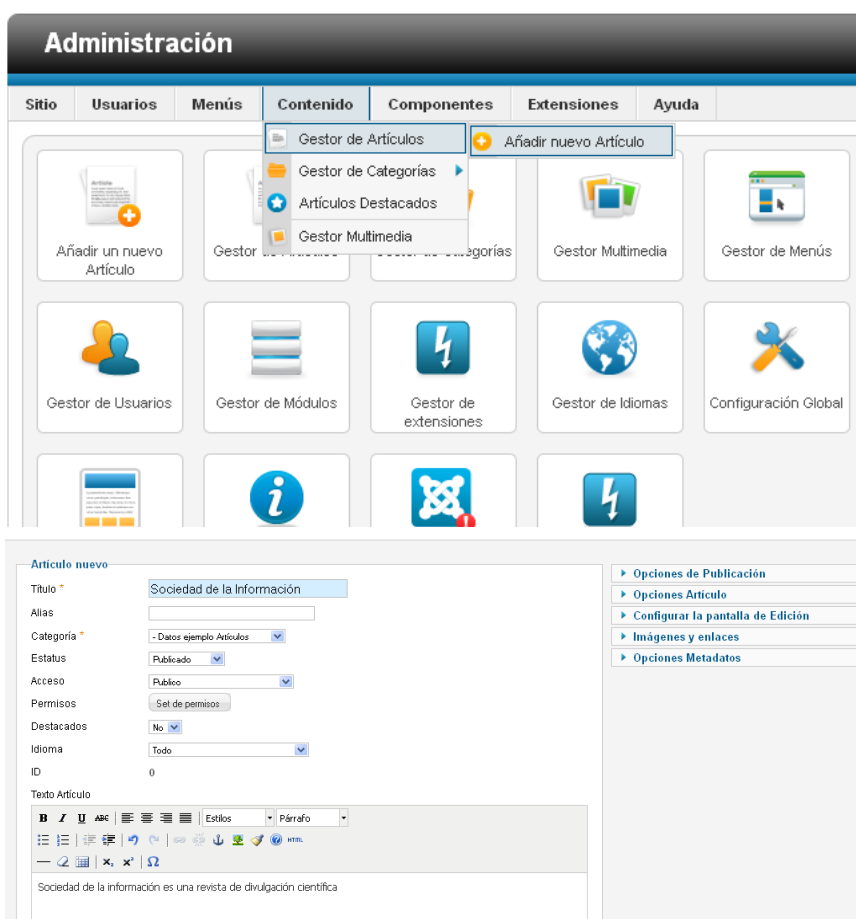 Administración
Sitio Usuarios Menús Contenido Componentes Extensiones Ayuda
Gestor de Artículos
Añadir nuevo Artículo
Gestor de Categorías
Artículos Destacados
Gestor Multimedia
Añadir un nuevo
Artículo
Gestor
Gestor Multimedia
Gestor de Menús
Gestor de Usuarios
Gestor de Módulos
Gestor de
extensiones
Gestor de Idiomas
Configuración Global
Artículo nuevo
Título * Sociedad de la Información
Alias
Categoría * - Datos ejemplo Artículos
Estatus Publicado
Acceso Publico
Permisos Set de permisos
Destacados No
Idioma Todo
ID 0
Texto Artículo
B I U ABC Estilos Párrafo
HTML
x₂ x² Ω
Sociedad de la información es una revista de divulgación científica
Opciones de Publicación
Opciones Artículo
Configurar la pantalla de Edición
Imágenes y enlaces
Opciones Metadatos